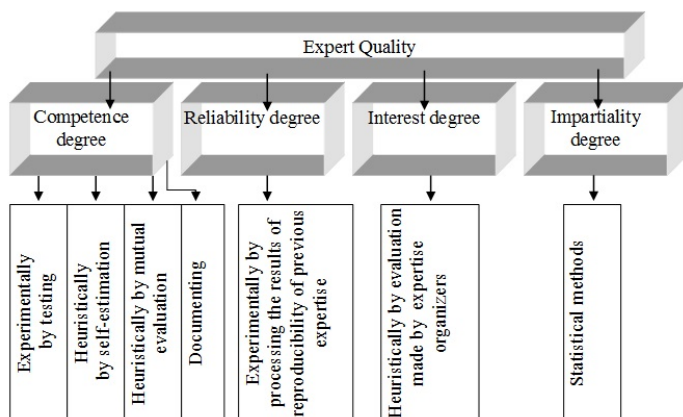 Expert Quality
Competence
degree
Reliability degree
Interest degree
Impartiality
degree
Experimentally
by testing
Heuristically
by self-estimation
Heuristically by mutual
evaluation
Documenting
Experimentally by
processing the results of
reproducibility of previous
expertise
Heuristically by evaluation
made by expertise
organizers
Statistical methods